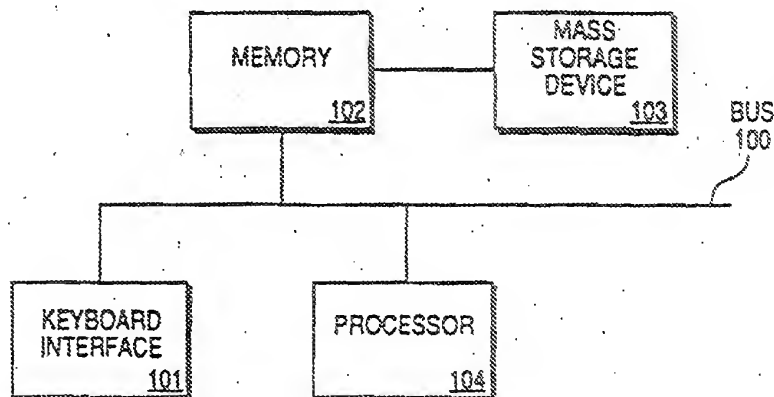 MEMORY
102
MASS
STORAGE
DEVICE
103
BUS
100
KEYBOARD
INTERFACE
101
PROCESSOR
104